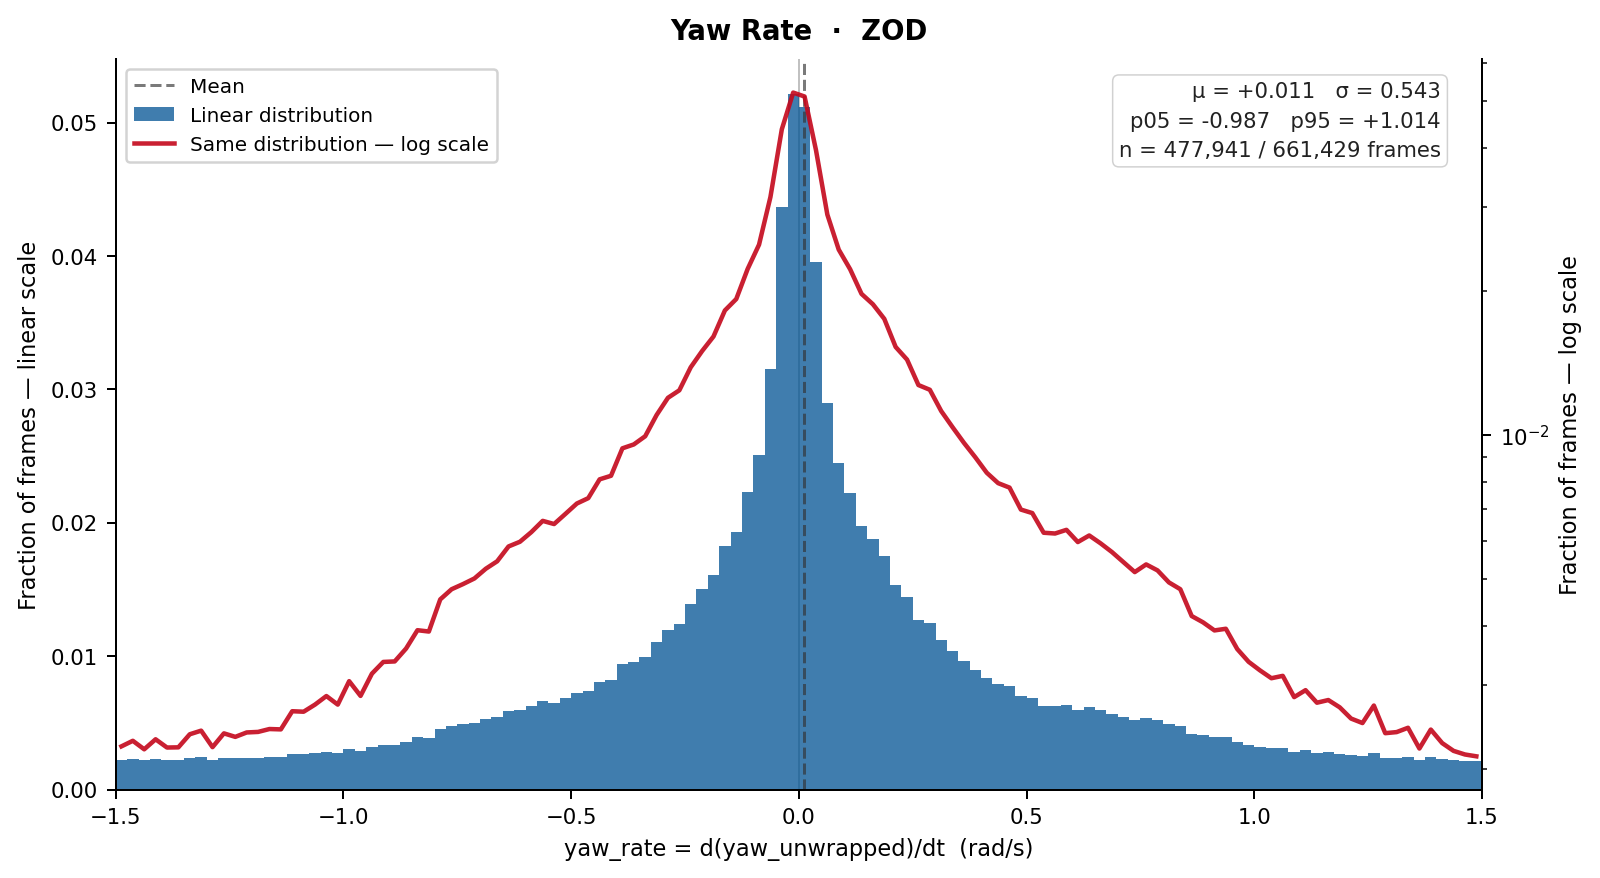 Yaw Rate · ZOD
Mean
Linear distribution
Same distribution — log scale
μ = +0.011 σ = 0.543
p05 = -0.987 p95 = +1.014
n = 477,941 / 661,429 frames
Fraction of frames — linear scale
0.05
0.04
0.03
0.02
0.01
0.00
Fraction of frames — log scale
10⁻²
−1.5
−1.0
−0.5
0.0
0.5
1.0
1.5
yaw_rate = d(yaw_unwrapped)/dt (rad/s)